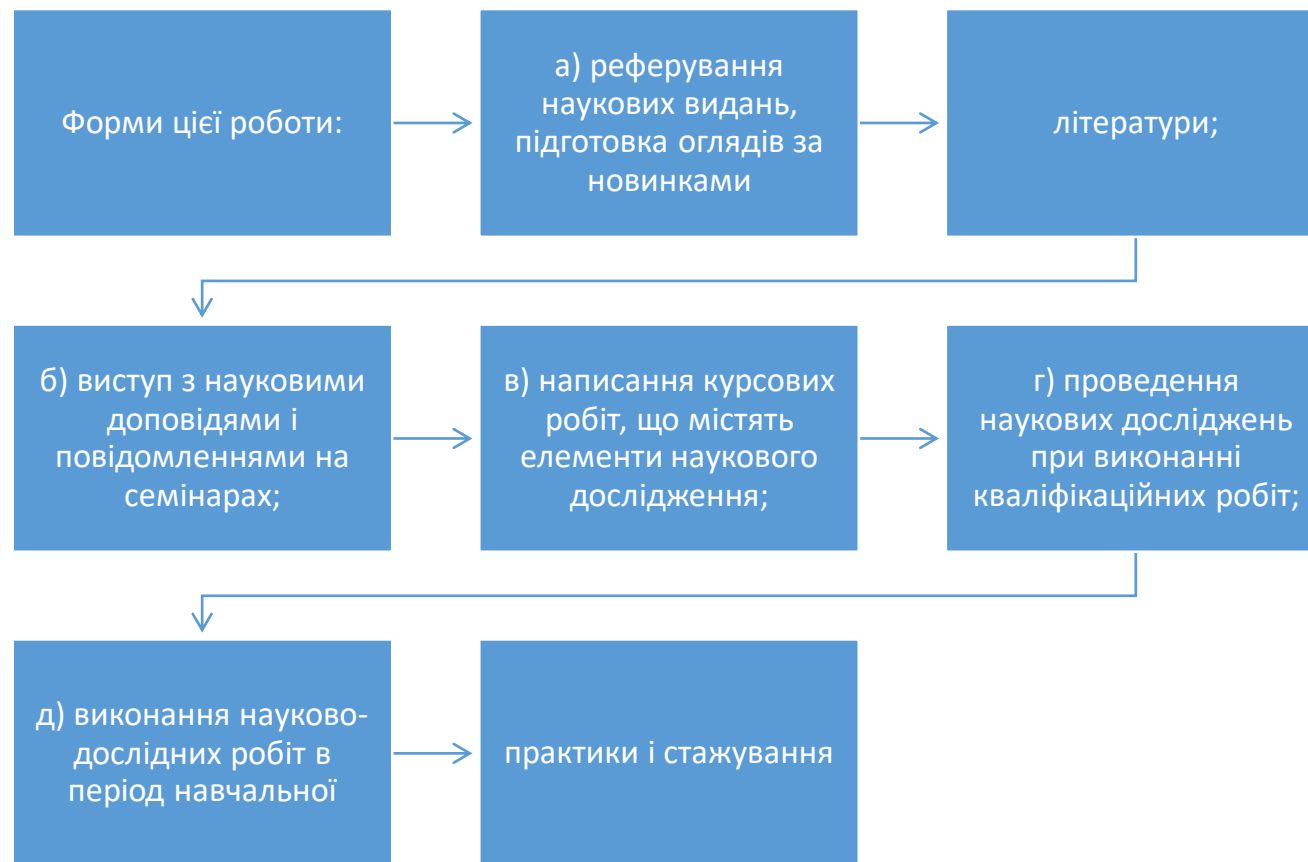 Форми цієї роботи:
а) реферування
наукових видань,
підготовка оглядів за
новинками
літератури;
б) виступ з науковими
доповідями і
повідомленнями на
семінарах;
в) написання курсових
робіт, що містять
елементи наукового
дослідження;
г) проведення
наукових досліджень
при виконанні
кваліфікаційних робіт;
д) виконання науково-
дослідних робіт в
період навчальної
практики і стажування